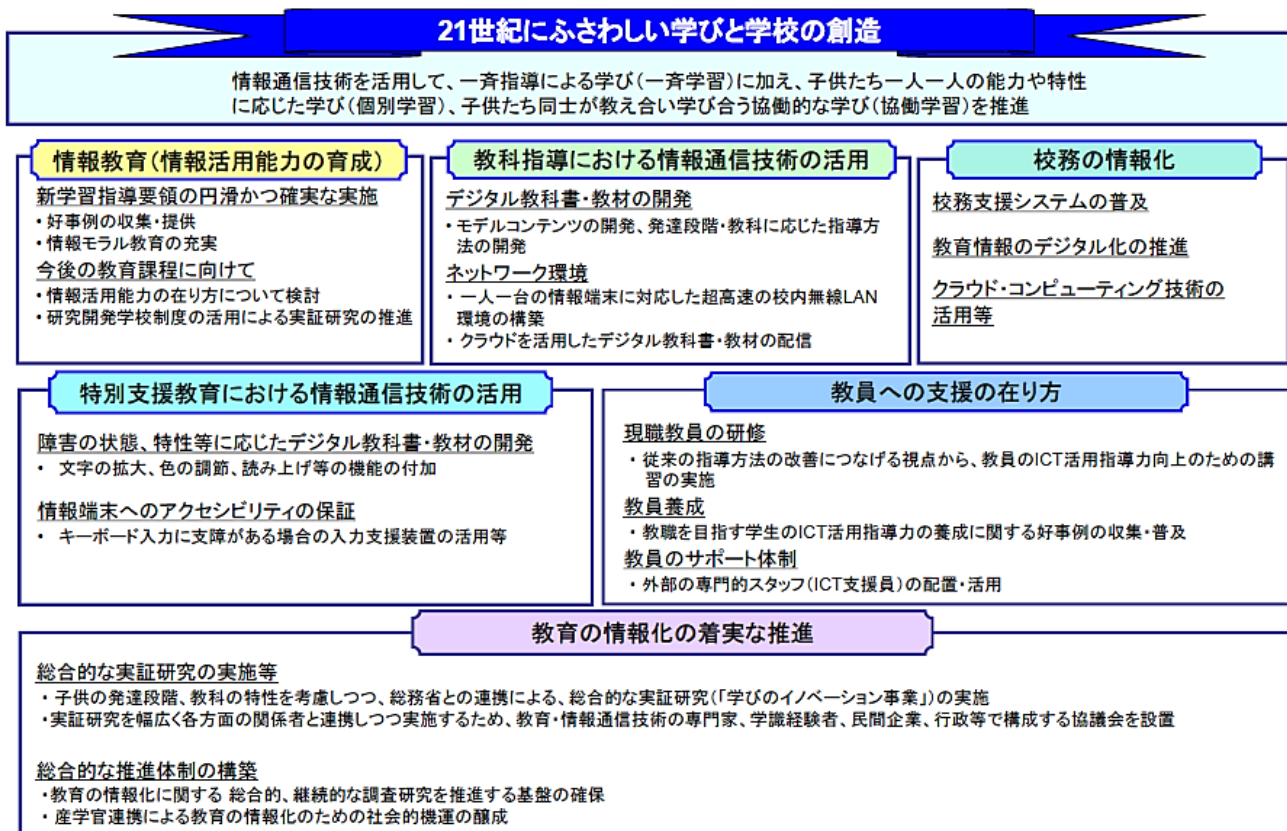 21世紀にふさわしい学びと学校の創造
情報通信技術を活用して、一斉指導による学び(一斉学習)に加え、子供たち一人一人の能力や特性
に応じた学び(個別学習)、子供たち同士が教え合い学び合う協働的な学び(協働学習)を推進
情報教育(情報活用能力の育成)
新学習指導要領の円滑かつ確実な実施
・好事例の収集・提供
・情報モラル教育の充実
今後の教育課程に向けて
・情報活用能力の在り方について検討
・研究開発学校制度の活用による実証研究の推進
教科指導における情報通信技術の活用
デジタル教科書・教材の開発
・モデルコンテンツの開発、発達段階・教科に応じた指導方
法の開発
ネットワーク環境
・一人一台の情報端末に対応した超高速の校内無線LAN
環境の構築
・クラウドを活用したデジタル教科書・教材の配信
校務の情報化
校務支援システムの普及
教育情報のデジタル化の推進
クラウド・コンピューティング技術の
活用等
特別支援教育における情報通信技術の活用
障害の状態、特性等に応じたデジタル教科書・教材の開発
・ 文字の拡大、色の調節、読み上げ等の機能の付加
情報端末へのアクセシビリティの保証
・ キーボード入力に支障がある場合の入力支援装置の活用等
教員への支援の在り方
現職教員の研修
・従来の指導方法の改善につなげる視点から、教員のICT活用指導力向上のための講
習の実施
教員養成
・教職を目指す学生のICT活用指導力の養成に関する好事例の収集・普及
教員のサポート体制
・外部の専門的スタッフ(ICT支援員)の配置・活用
教育の情報化の着実な推進
総合的な実証研究の実施等
・子供の発達段階、教科の特性を考慮しつつ、総務省との連携による、総合的な実証研究(「学びのイノベーション事業」)の実施
・実証研究を幅広く各方面の関係者と連携しつつ実施するため、教育・情報通信技術の専門家、学識経験者、民間企業、行政等で構成する協議会を設置
総合的な推進体制の構築
・教育の情報化に関する 総合的、継続的な調査研究を推進する基盤の確保
・産学官連携による教育の情報化のための社会的機運の醸成